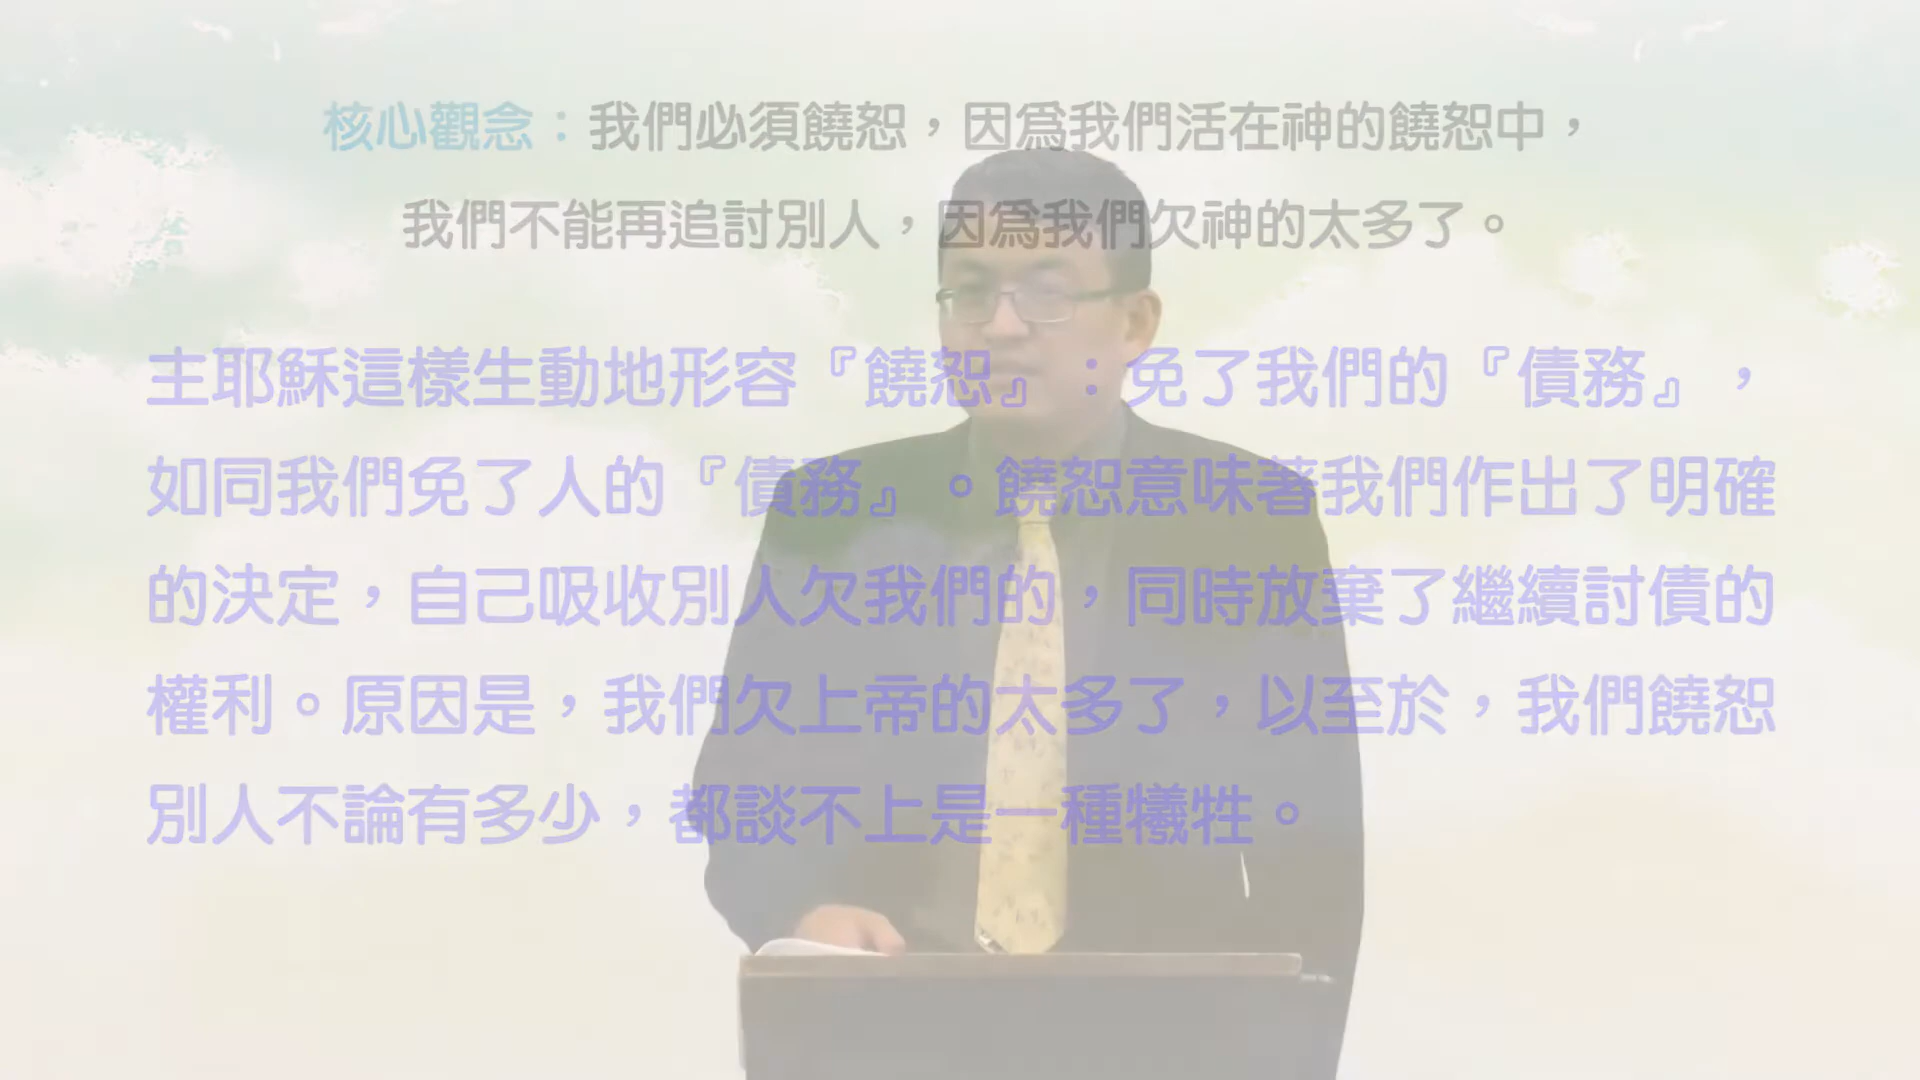 核心觀念：我們必須饒恕，因為我們活在神的饒恕中，
我們不能再追討別人，因為我們欠神的太多了。
主耶穌這樣生動地形容『饒恕』：免了我們的『債務』，
如同我們免了人的『債務』。饒恕意味著我們作出了明確
的決定，自己吸收別人欠我們的，同時放棄了繼續討債的
權利。原因是，我們欠上帝的太多了，以至於，我們饒恕
別人不論有多少，都談不上是一種犧牲。